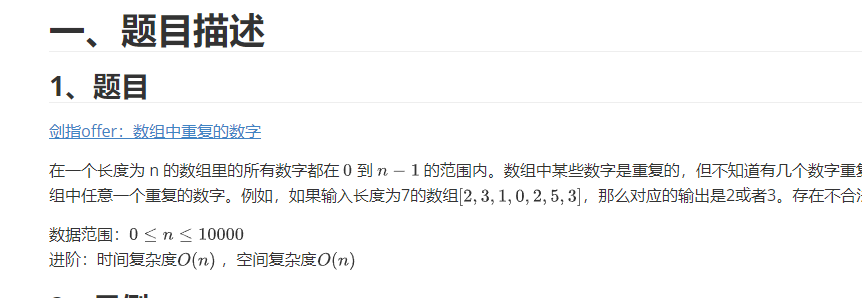 一、题目描述
1、题目
剑指offer：数组中重复的数字
在一个长度为 n 的数组里的所有数字都在 0 到 n − 1 的范围内。数组中某些数字是重复的，但不知道有几个数字重复
组中任意一个重复的数字。例如，如果输入长度为7的数组[2, 3, 1, 0, 2, 5, 3]，那么对应的输出是2或者3。存在不合
数据范围：0 ≤ n ≤ 10000
进阶：时间复杂度O(n) ，空间复杂度O(n)